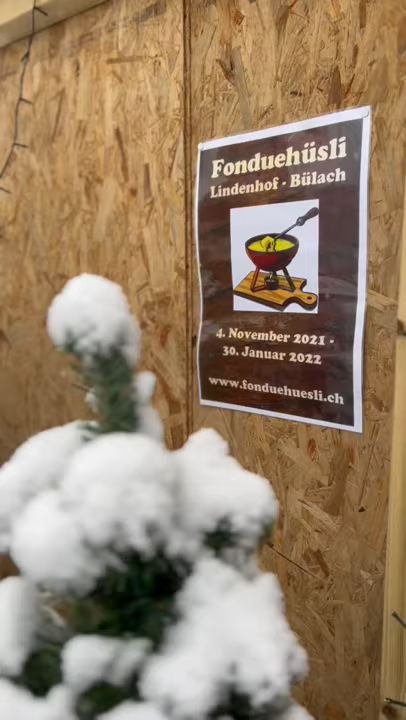 Fonduehüsli
Lindenhof - Bülach
4. November 2021 -
30. Januar 2022
www.fonduehuesli.ch